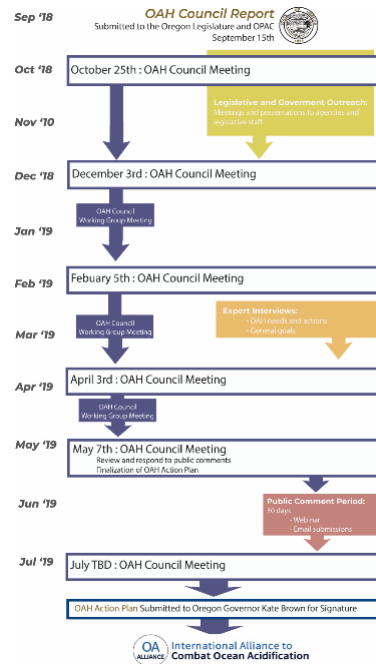 Sep ‘18
OAH Council Report
Submitted to the Oregon Legislature and OPAC
September 15th
Oct ‘18
October 25th : OAH Council Meeting
Legislative and Goverment Outreach:
Meetings and presentations to agencies and
legislative staff
Nov ‘10
Dec ‘18
December 3rd : OAH Council Meeting
OAH Council
Working Group Meeting
Jan ‘19
Feb ‘19
Febuary 5th : OAH Council Meeting
OAH Council
Working Group Meeting
Expert Interviews:
- OAH needs and actions
- General goals
Mar ‘19
Apr ‘19
April 3rd : OAH Council Meeting
OAH Council
Working Group Meeting
May ‘19
May 7th : OAH Council Meeting
Review and respond to public comments
Finalization of OAH Action Plan
Jun ‘19
Public Comment Period:
30 days
- Webinar
- Email submissions
Jul ‘19
July TBD : OAH Council Meeting
OAH Action Plan Submitted to Oregon Governor Kate Brown for Signature
OA
ALLIANCE
International Alliance to
Combat Ocean Acidification